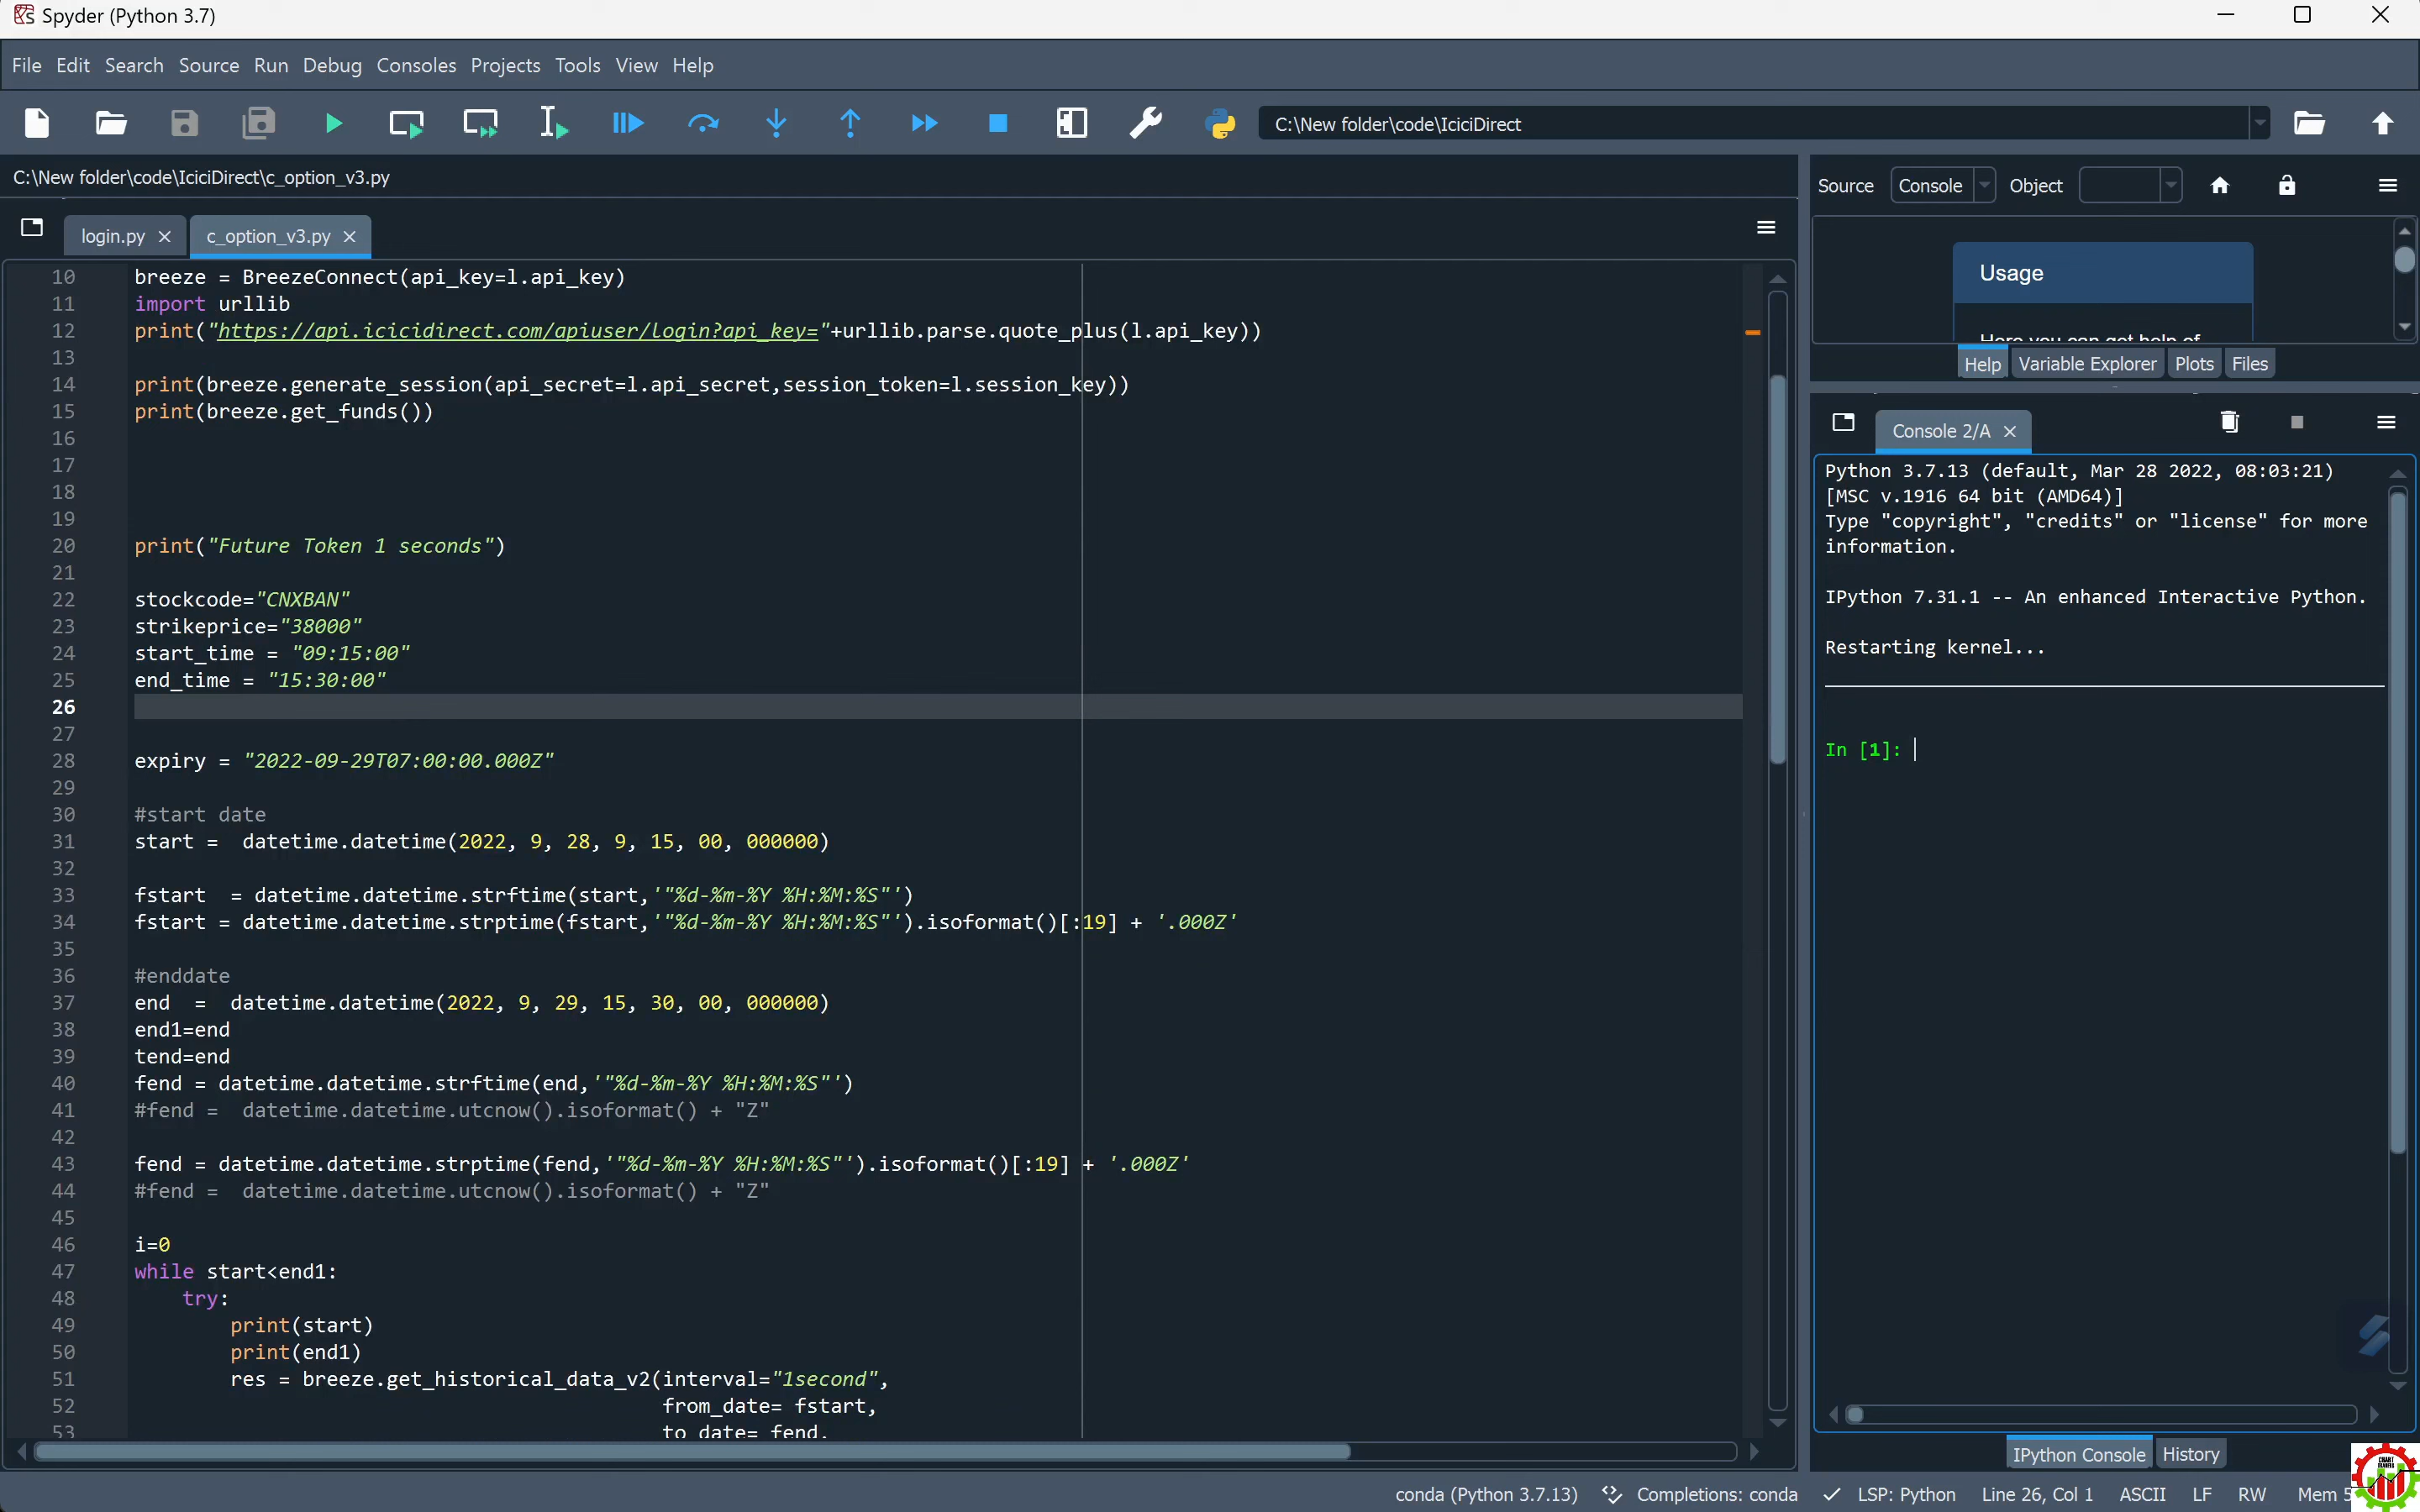 Spyder (Python 3.7)
File Edit Search Source Run Debug Consoles Projects Tools View Help
C:\New folder\code\IciciDirect
C:\New folder\code\IciciDirect\c_option_v3.py
login.py
c_option_v3.py
10 breeze = BreezeConnect(api_key=l.api_key)
11 import urllib
12 print("https://api.icicidirect.com/apiuser/login?api_key="+urllib.parse.quote_plus(l.api_key))
13
14 print(breeze.generate_session(api_secret=l.api_secret,session_token=l.session_key))
15 print(breeze.get_funds())
16
17
18
19
20 print("Future Token 1 seconds")
21
22 stockcode="CNXBAN"
23 strikeprice="38000"
24 start_time = "09:15:00"
25 end_time = "15:30:00"
26
27
28 expiry = "2022-09-29T07:00:00.000Z"
29
30 #start date
31 start =  datetime.datetime(2022, 9, 28, 9, 15, 00, 000000)
32
33 fstart  = datetime.datetime.strftime(start,'"%d-%m-%Y %H:%M:%S"')
34 fstart = datetime.datetime.strptime(fstart,'"%d-%m-%Y %H:%M:%S"').isoformat()[:19] + '.000Z'
35
36 #enddate
37 end  =  datetime.datetime(2022, 9, 29, 15, 30, 00, 000000)
38 end1=end
39 tend=end
40 fend = datetime.datetime.strftime(end,'"%d-%m-%Y %H:%M:%S"')
41 #fend =  datetime.datetime.utcnow().isoformat() + "Z"
42
43 fend = datetime.datetime.strptime(fend,'"%d-%m-%Y %H:%M:%S"').isoformat()[:19] + '.000Z'
44 #fend =  datetime.datetime.utcnow().isoformat() + "Z"
45
46 i=0
47 while start<end1:
48     try:
49         print(start)
50         print(end1)
51         res = breeze.get_historical_data_v2(interval="1second",
52                                             from_date= fstart,
53                                             to_date= fend,
Source Console Object
Usage
Here you can get help of
Help Variable Explorer Plots Files
Console 2/A
Python 3.7.13 (default, Mar 28 2022, 08:03:21)
[MSC v.1916 64 bit (AMD64)]
Type "copyright", "credits" or "license" for more
information.
IPython 7.31.1 -- An enhanced Interactive Python.
Restarting kernel...
In [1]:
IPython Console History
conda (Python 3.7.13) Completions: conda LSP: Python Line 26, Col 1 ASCII LF RW Mem 5